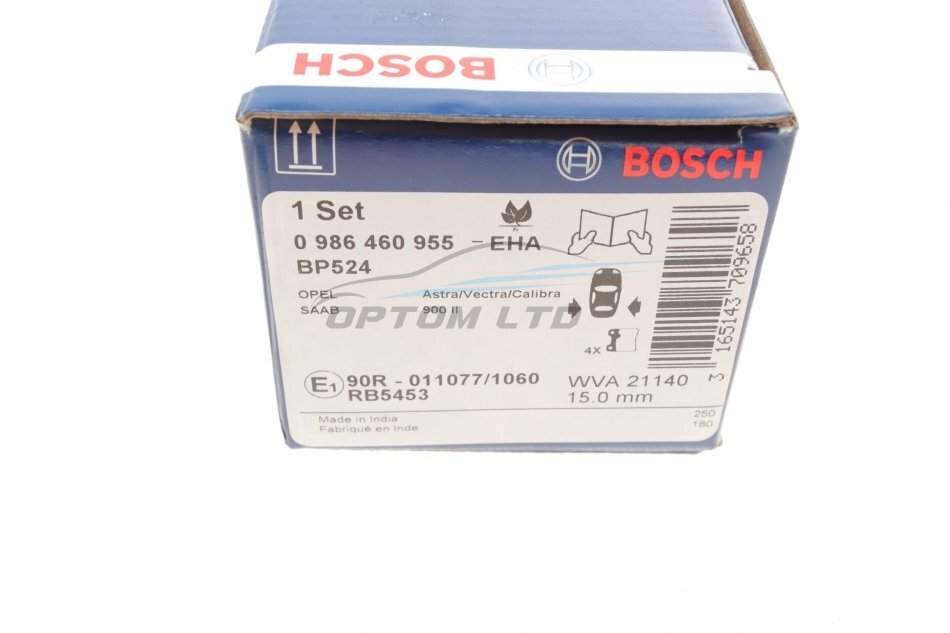 BOSCH
BOSCH
1 Set
0 986 460 955 - EHA
BP524
OPEL Astra/Vectra/Calibra
SAAB 900 II
OPTOM LTD
4X
3 165143 709658
E1 90R - 011077/1060
RB5453
WVA 21140
15.0 mm
Made in India
Fabriqué en Inde
250
180